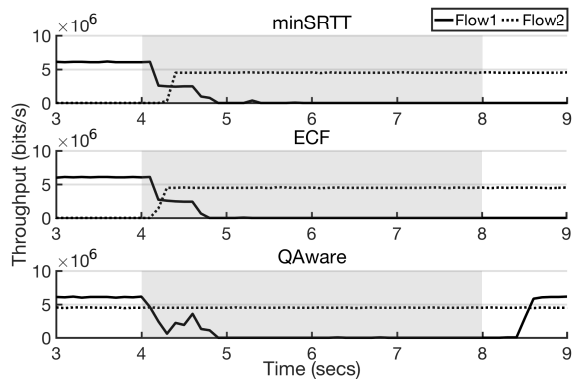 minSRTT
Flow1 Flow2
×10⁶
10
5
0
3 4 5 6 7 8 9
ECF
×10⁶
10
5
0
3 4 5 6 7 8 9
Throughput (bits/s)
QAware
×10⁶
10
5
0
3 4 5 6 7 8 9
Time (secs)